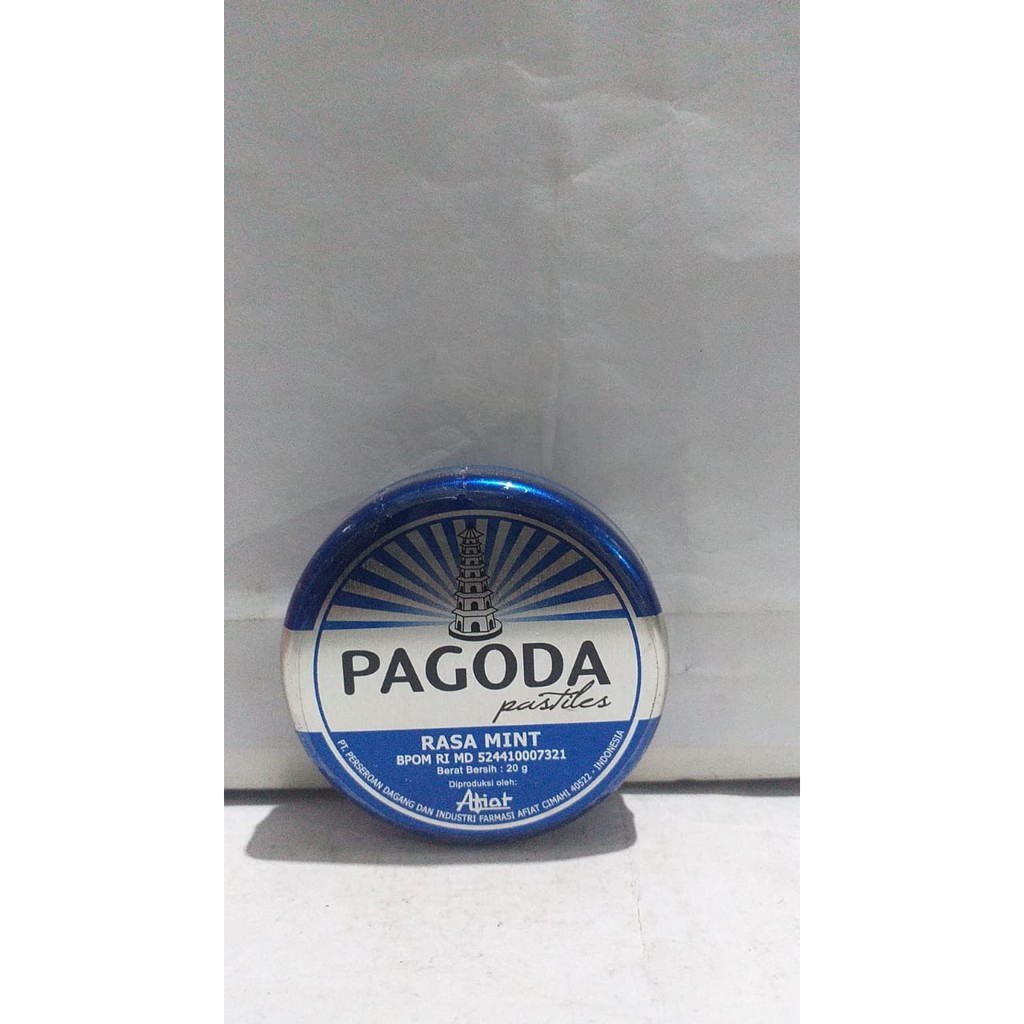 PAGODA
pastiles
RASA MINT
BPOM RI MD 524410007321
Berat Bersih : 20 g
Diproduksi oleh:
Afiat
PT. PERSEROAN DAGANG DAN INDUSTRI FARMASI AFIAT CIMAHI 40522 - INDONESIA